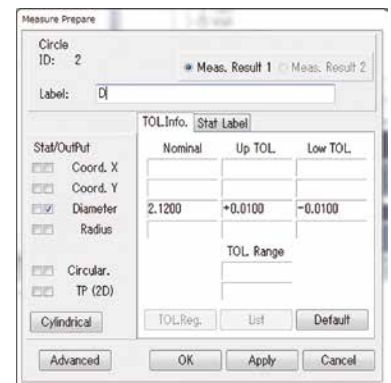 Measure Prepare
Circle
ID: 2
Meas. Result 1 Meas. Result 2
Label: D
TOL.Info. Stat Label
Stat/OutPut Nominal Up TOL. Low TOL.
Coord. X
Coord. Y
Diameter 2.1200 +0.0100 -0.0100
Radius
TOL. Range
Circular.
TP (2D)
Cylindrical TOL.Reg. List Default
Advanced OK Apply Cancel